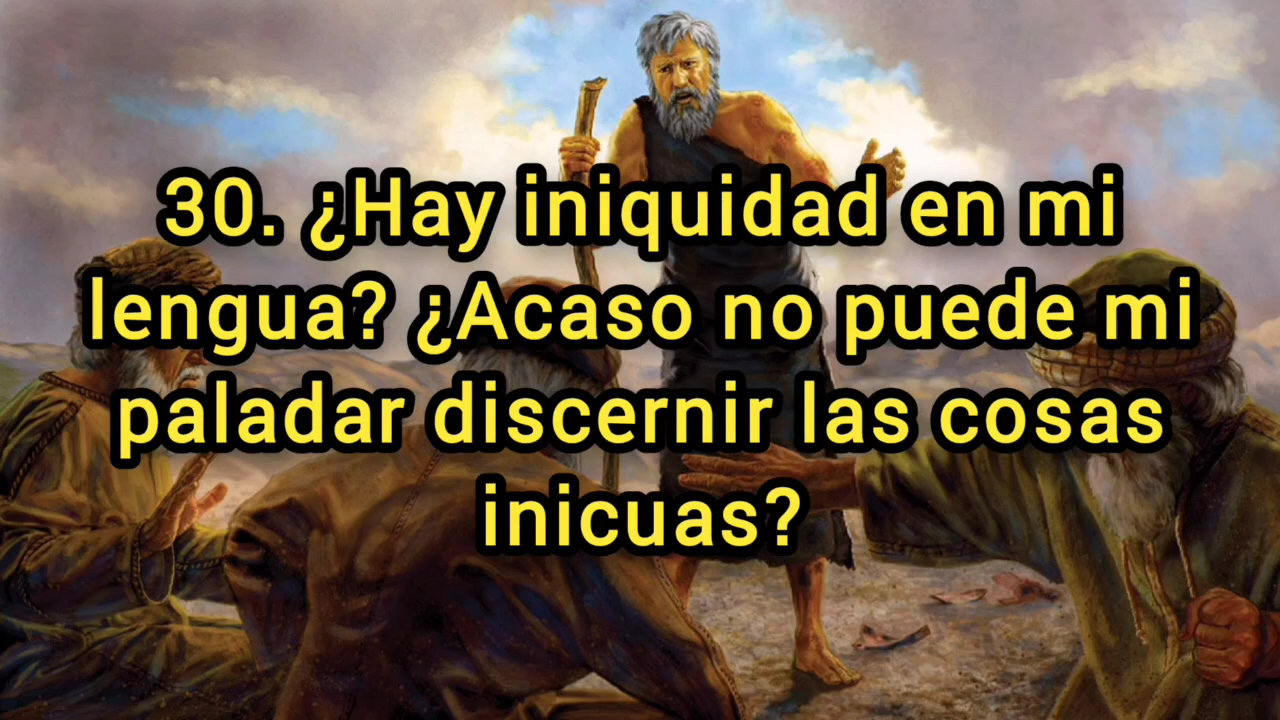 30. ¿Hay iniquidad en mi
lengua? ¿Acaso no puede mi
paladar discernir las cosas
inicuas?